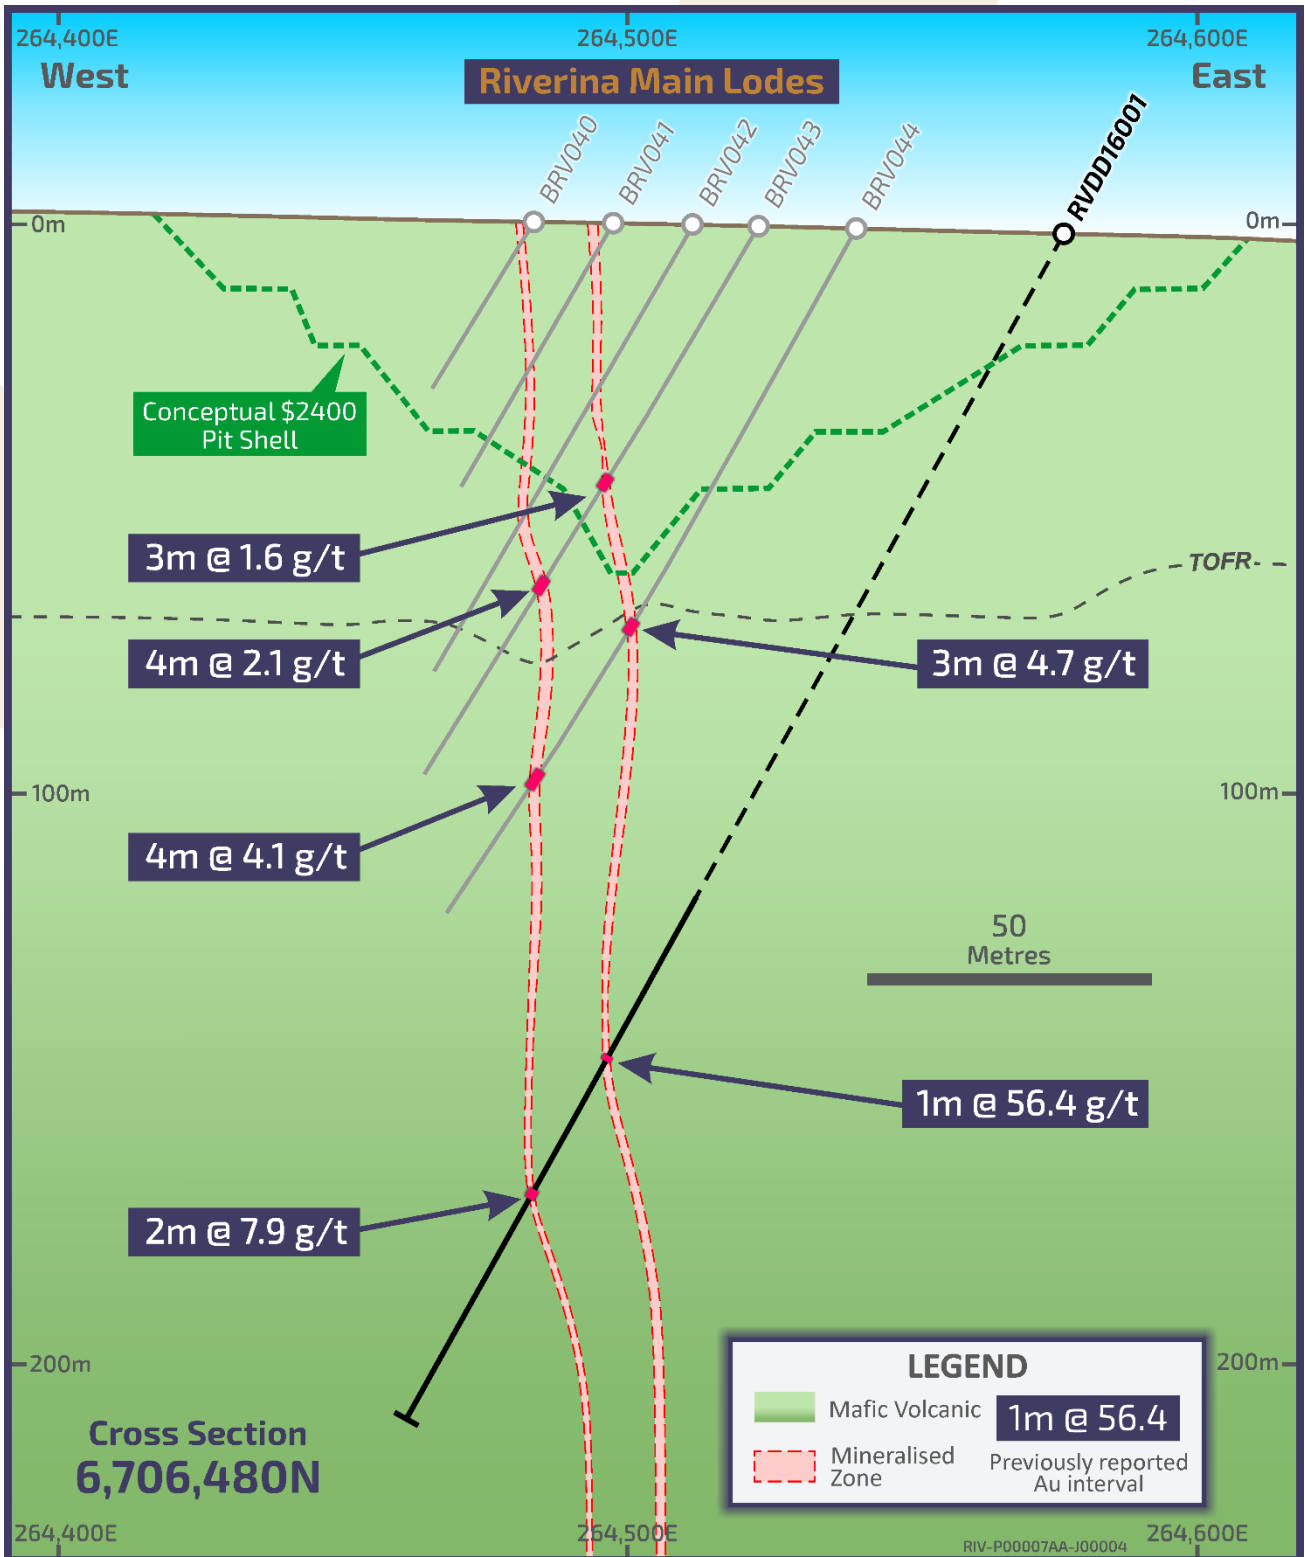 264,400E
264,500E
264,600E
West
East
Riverina Main Lodes
BRV040
BRV041
BRV042
BRV043
BRV044
RVDD16001
0m
0m
Conceptual $2400
Pit Shell
3m @ 1.6 g/t
TOFR
4m @ 2.1 g/t
3m @ 4.7 g/t
100m
100m
4m @ 4.1 g/t
50
Metres
1m @ 56.4 g/t
2m @ 7.9 g/t
200m
200m
LEGEND
Mafic Volcanic
1m @ 56.4
Mineralised
Zone
Previously reported
Au interval
Cross Section
6,706,480N
264,400E
264,500E
264,600E
RIV-P00007AA-J00004